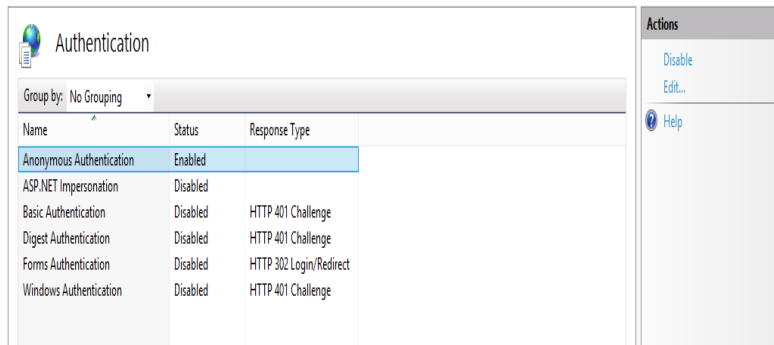 Authentication
Group by: No Grouping
Name Status Response Type
Anonymous Authentication Enabled
ASP.NET Impersonation Disabled
Basic Authentication Disabled HTTP 401 Challenge
Digest Authentication Disabled HTTP 401 Challenge
Forms Authentication Disabled HTTP 302 Login/Redirect
Windows Authentication Disabled HTTP 401 Challenge
Actions
Disable
Edit...
Help